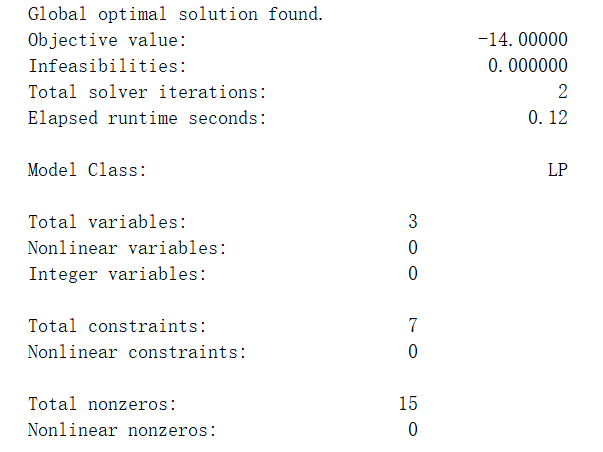 Global optimal solution found.
Objective value: -14.00000
Infeasibilities: 0.000000
Total solver iterations: 2
Elapsed runtime seconds: 0.12
Model Class: LP
Total variables: 3
Nonlinear variables: 0
Integer variables: 0
Total constraints: 7
Nonlinear constraints: 0
Total nonzeros: 15
Nonlinear nonzeros: 0